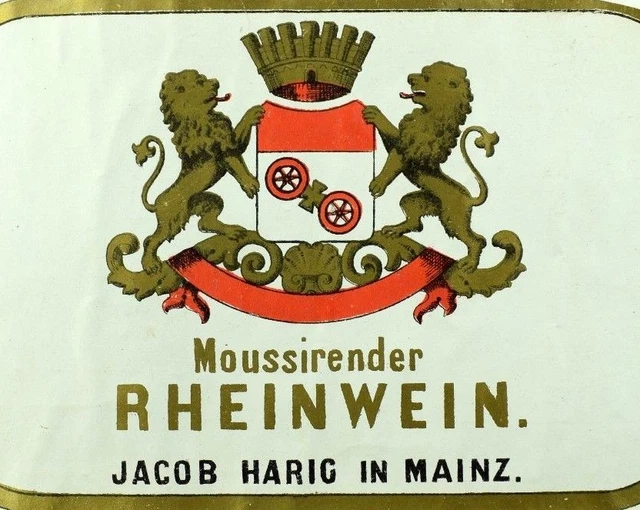 Moussirender
RHEINWEIN.
JACOB HARIG IN MAINZ.